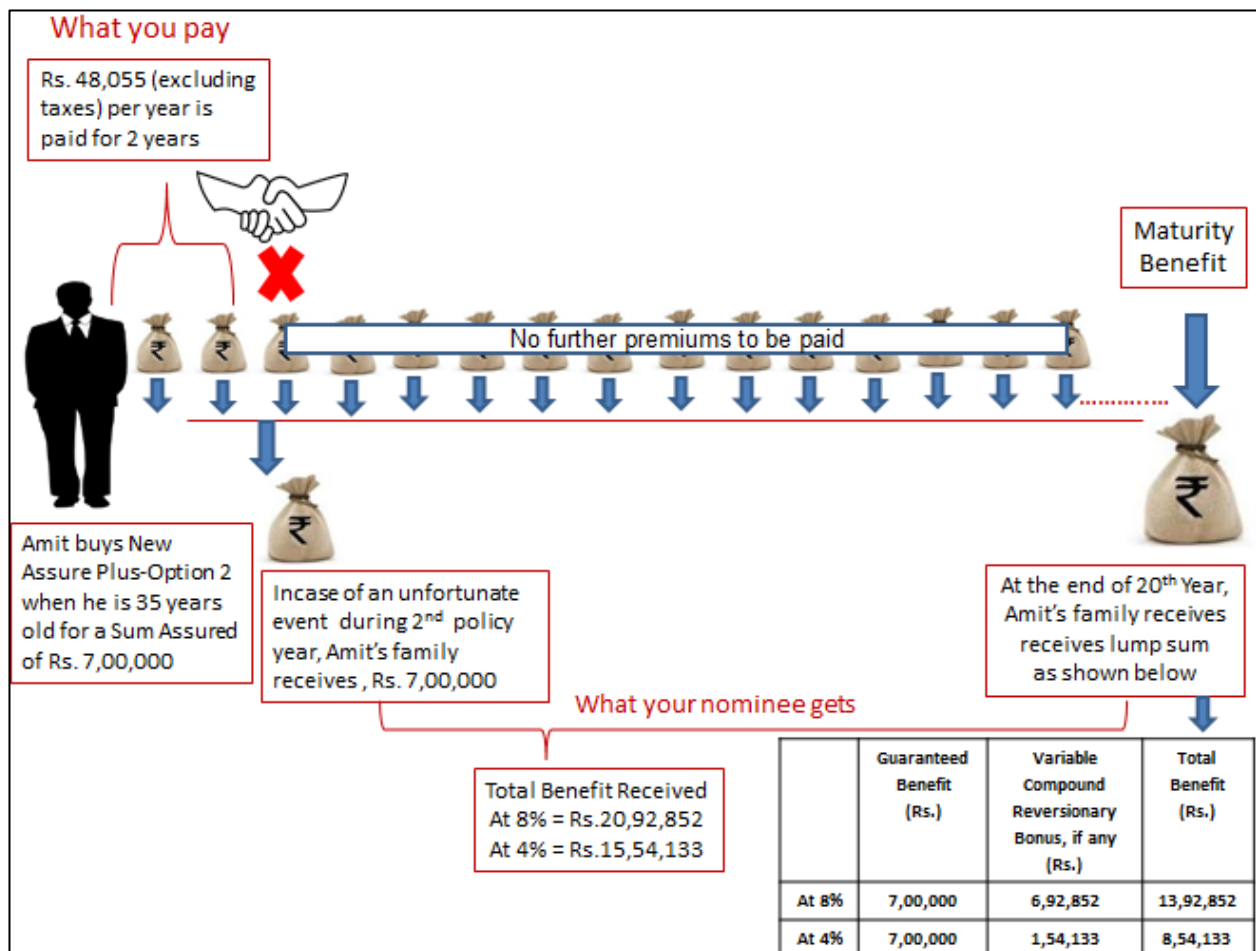 What you pay
Rs. 48,055 (excluding
taxes) per year is
paid for 2 years
Maturity
Benefit
₹ ₹ ₹ ₹
No further premiums to be paid
............……
₹
₹
Amit buys New
Assure Plus-Option 2
when he is 35 years
old for a Sum Assured
of Rs. 7,00,000
Incase of an unfortunate
event during 2nd policy
year, Amit’s family
receives , Rs. 7,00,000
At the end of 20th Year,
Amit’s family receives
receives lump sum
as shown below
What your nominee gets
Total Benefit Received
At 8% = Rs.20,92,852
At 4% = Rs.15,54,133
Guaranteed
Benefit
(Rs.)
Variable
Compound
Reversionary
Bonus, if any
(Rs.)
Total
Benefit
(Rs.)
At 8% 7,00,000 6,92,852 13,92,852
At 4% 7,00,000 1,54,133 8,54,133